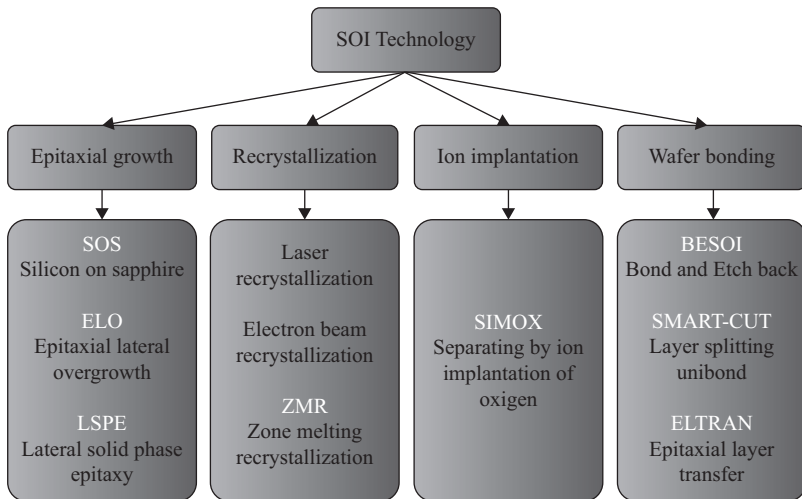 SOI Technology
Epitaxial growth
Recrystallization
Ion implantation
Wafer bonding
SOS
Silicon on sapphire
ELO
Epitaxial lateral
overgrowth
LSPE
Lateral solid phase
epitaxy
Laser
recrystallization
Electron beam
recrystallization
ZMR
Zone melting
recrystallization
SIMOX
Separating by ion
implantation of
oxigen
BESOI
Bond and Etch back
SMART-CUT
Layer splitting
unibond
ELTRAN
Epitaxial layer
transfer